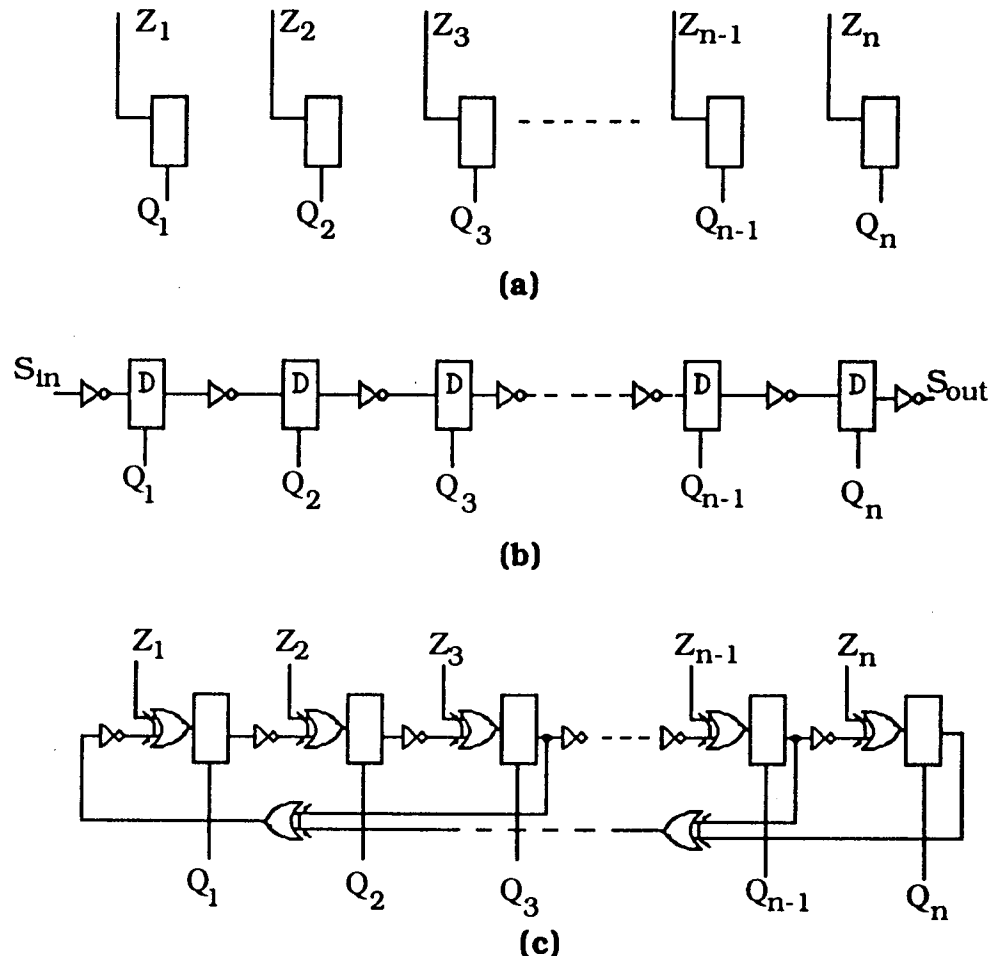 Z1 Z2 Z3 Zn-1 Zn
Q1 Q2 Q3 Qn-1 Qn
(a)
Sin D D D D D Sout
Q1 Q2 Q3 Qn-1 Qn
(b)
Z1 Z2 Z3 Zn-1 Zn
Q1 Q2 Q3 Qn-1 Qn
(c)